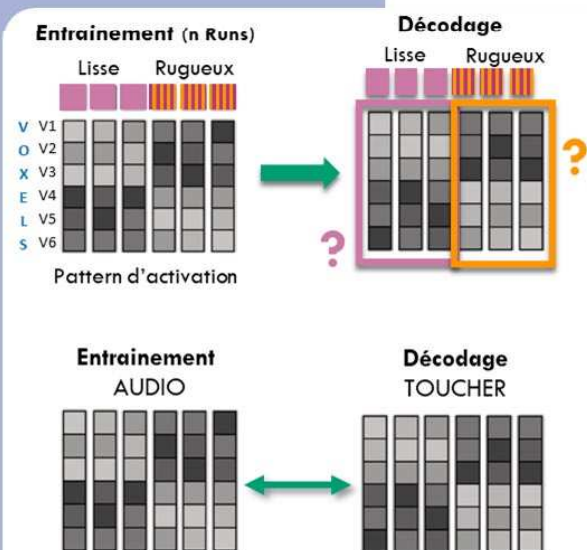 Entrainement (n Runs)
Lisse Rugueux
V V1
O V2
X V3
E V4
L V5
S V6
Pattern d’activation
Décodage
Lisse Rugueux
?
?
Entrainement
AUDIO
Décodage
TOUCHER